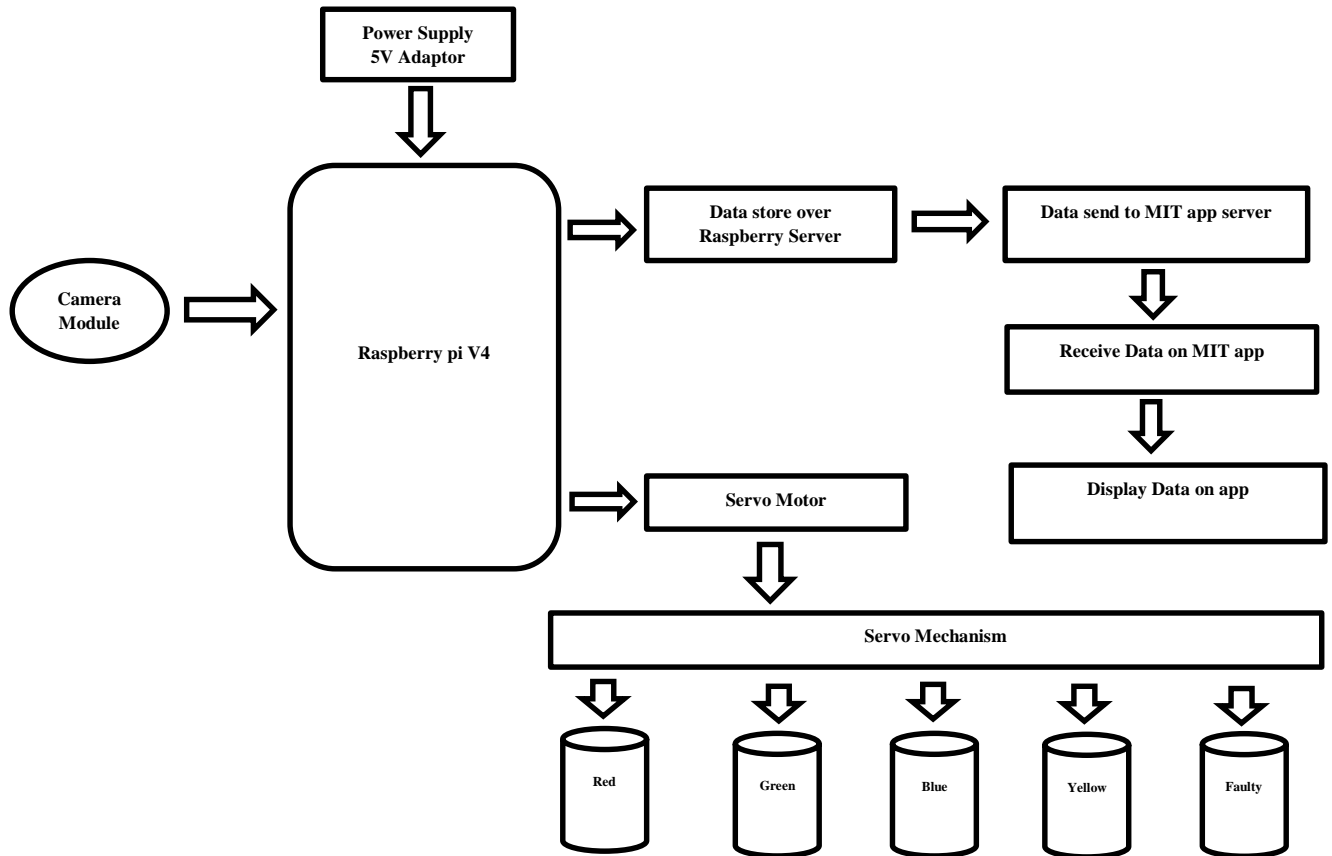 Power Supply
5V Adaptor
Data store over
Raspberry Server
Data send to MIT app server
Camera
Module
Raspberry pi V4
Receive Data on MIT app
Servo Motor
Display Data on app
Servo Mechanism
Red
Green
Blue
Yellow
Faulty